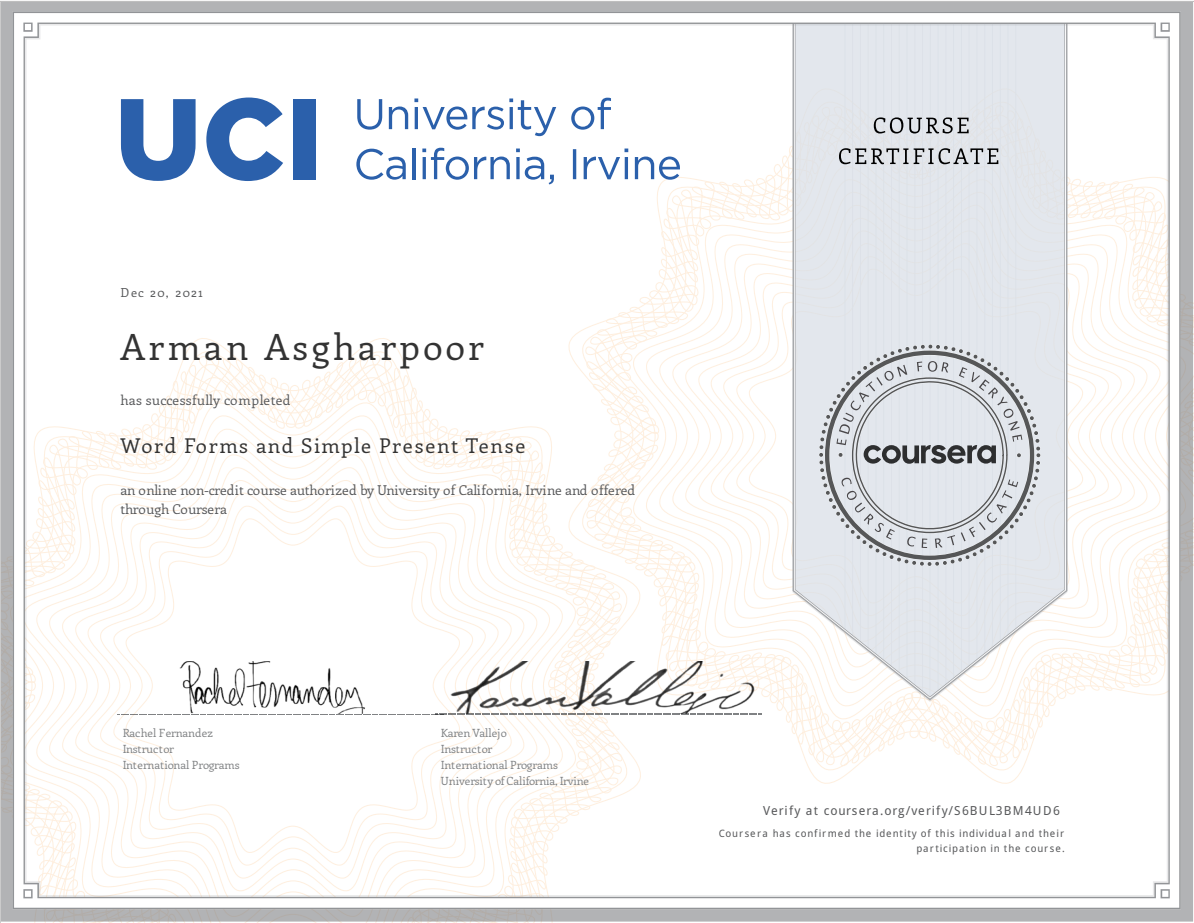 UCI
University of
California, Irvine
COURSE
CERTIFICATE
Dec 20, 2021
Arman Asgharpoor
has successfully completed
Word Forms and Simple Present Tense
an online non-credit course authorized by University of California, Irvine and offered
through Coursera
EDUCATION FOR EVERYONE
coursera
COURSE CERTIFICATE
Rachel Fernandez
Karen Vallejo
Rachel Fernandez
Instructor
International Programs
Karen Vallejo
Instructor
International Programs
University of California, Irvine
Verify at coursera.org/verify/S6BUL3BM4UD6
Coursera has confirmed the identity of this individual and their
participation in the course.